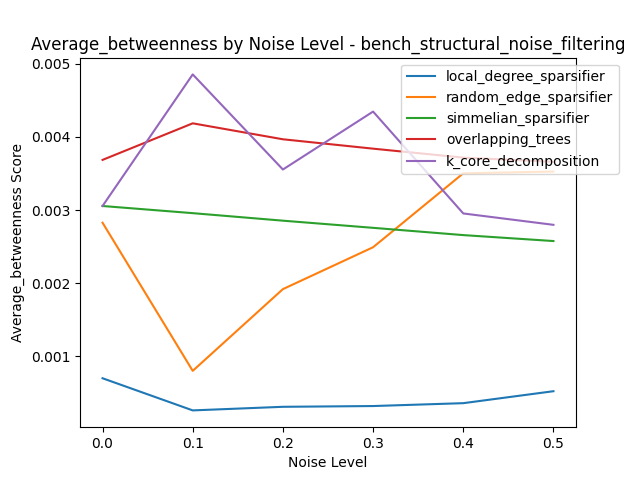 Average_betweenness by Noise Level - bench_structural_noise_filtering
local_degree_sparsifier
random_edge_sparsifier
simmelian_sparsifier
overlapping_trees
k_core_decomposition
Average_betweenness Score
0.005
0.004
0.003
0.002
0.001
0.0 0.1 0.2 0.3 0.4 0.5
Noise Level